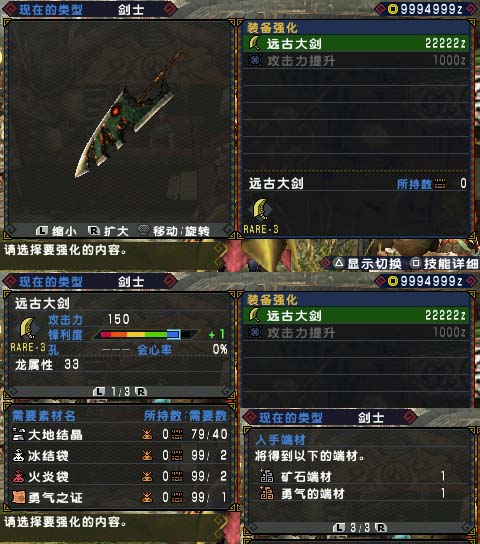 现在的类型 剑士
9994999z
装备强化
远古大剑 22222z
攻击力提升 1000z
远古大剑 所持数 0
RARE-3
L 缩小 R 扩大 移动/旋转
请选择要强化的内容。
△显示切换 □技能详细
现在的类型 剑士
9994999z
远古大剑
攻击力 150
RARE-3
锋利度 +1
孔 --- 会心率 0%
龙属性 33
L 1/3 R
装备强化
远古大剑 22222z
攻击力提升 1000z
需要素材名 所持数/需要数
大地结晶 0 79/40
冰结袋 0 99/ 2
火炎袋 0 99/ 2
勇气之证 0 99/ 1
请选择要强化的内容。
现在的类型 剑士
入手端材
将得到以下的端材。
矿石端材 1
勇气的端材 1
L 3/3 R